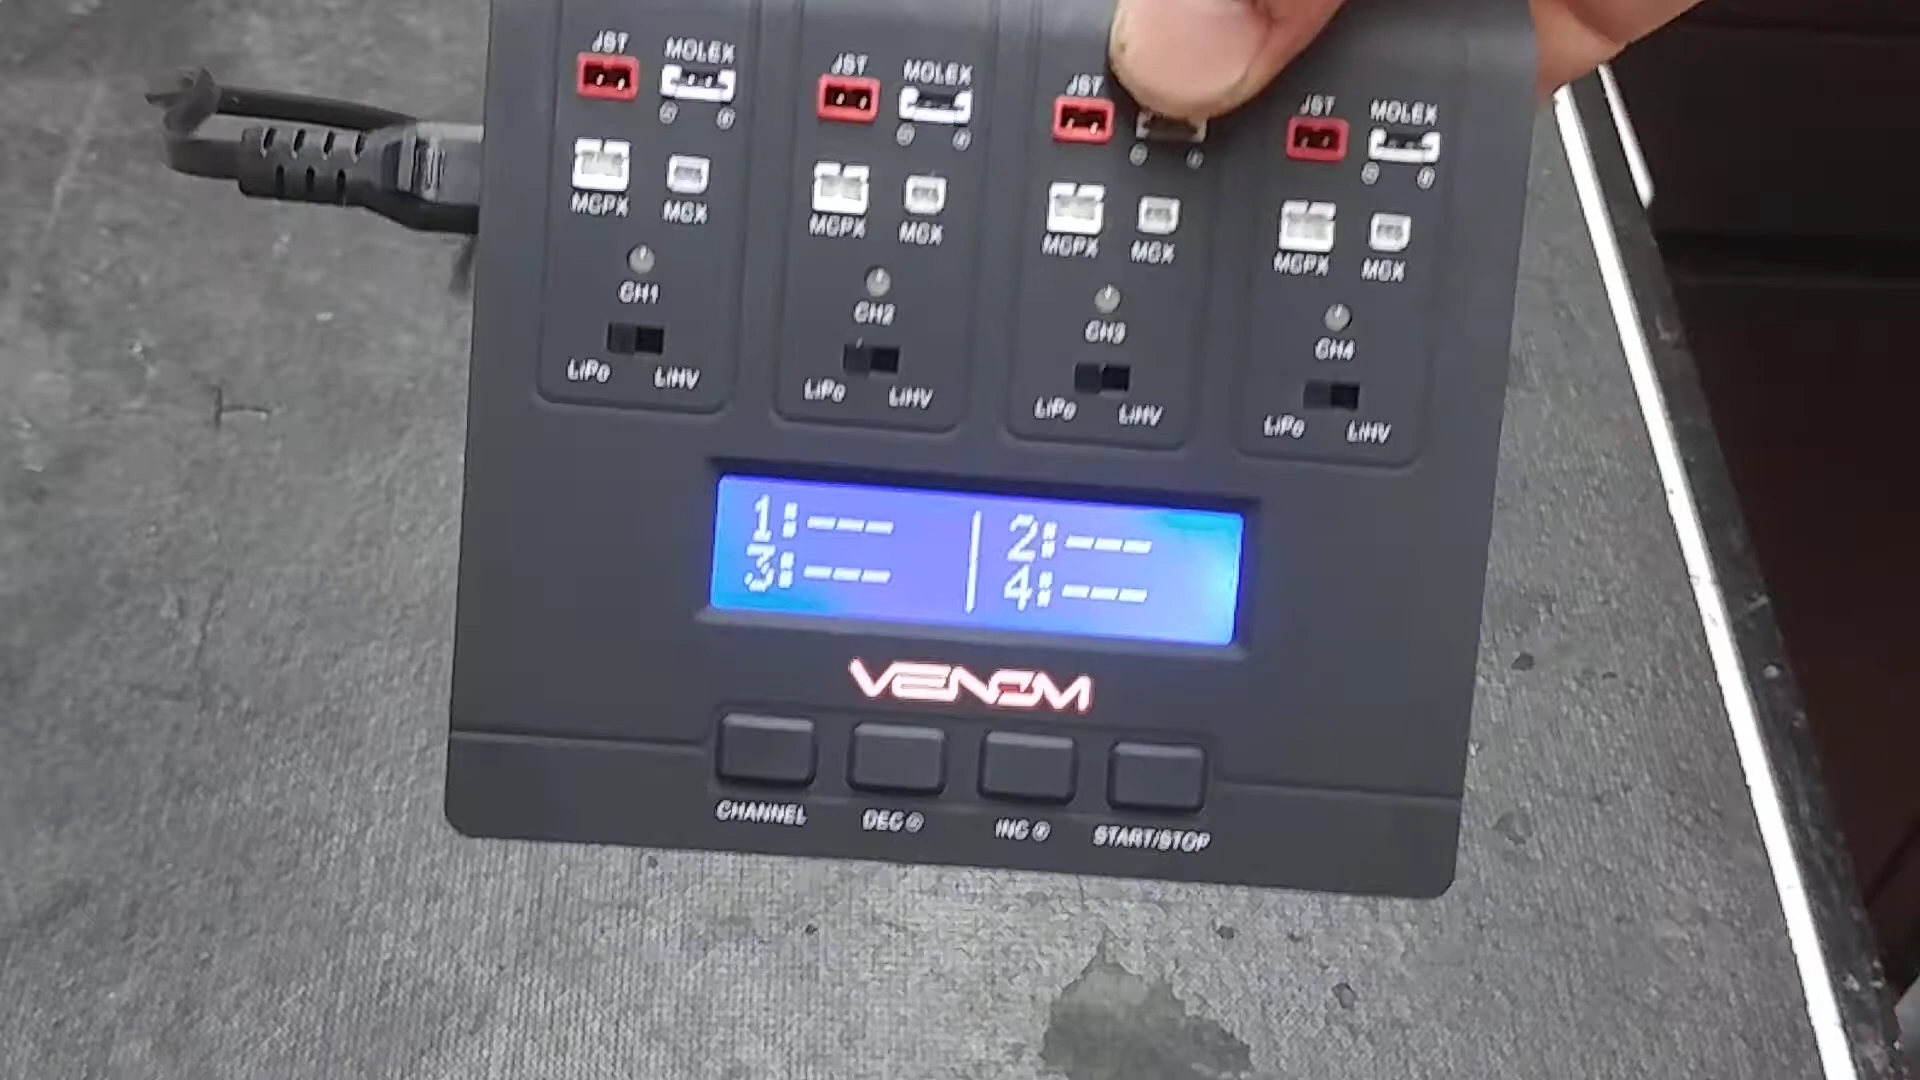 JST MOLEX JST MOLEX JST JST MOLEX
MCPX MCX MCPX MCX MCPX MCX MCPX MCX
CH1 CH2 CH3 CH4
LiPo LiHV LiPo LiHV LiPo LiHV LiPo LiHV
1:--- | 2:---
3:--- | 4:---
VENOM
CHANNEL DEC INC START/STOP